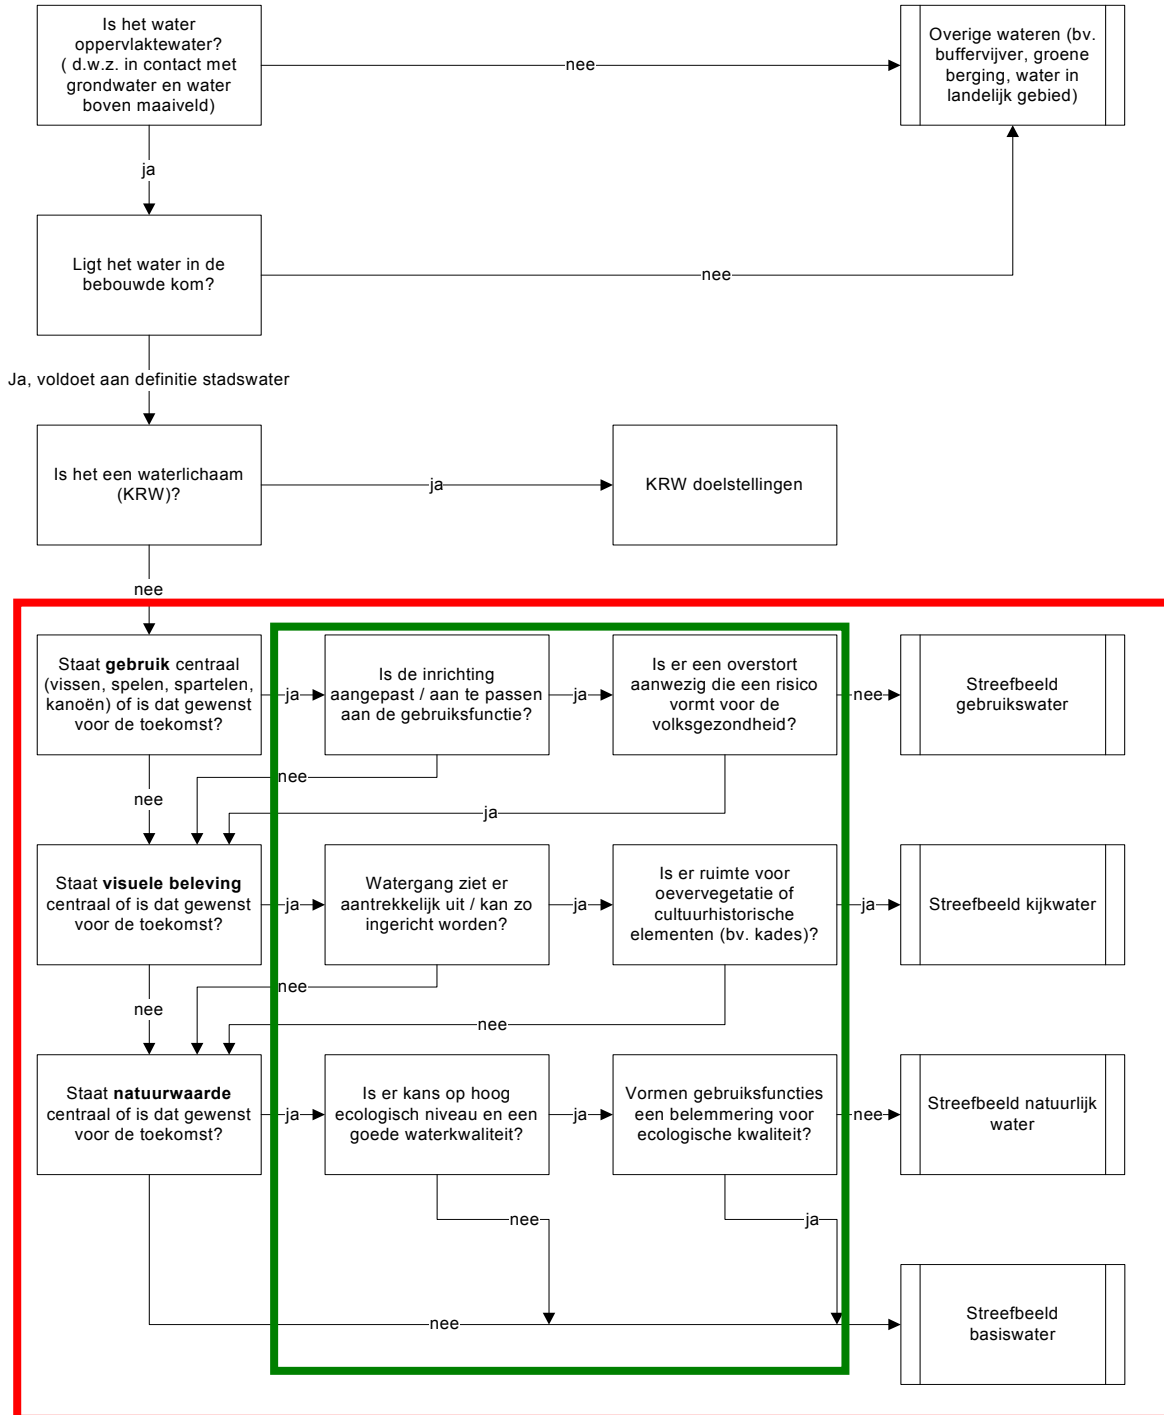 Is het water
oppervlaktewater?
( d.w.z. in contact met
grondwater en water
boven maaiveld)
nee
Overige wateren (bv.
buffervijver, groene
berging, water in
landelijk gebied)
ja
Ligt het water in de
bebouwde kom?
nee
Ja, voldoet aan definitie stadswater
Is het een waterlichaam
(KRW)?
ja
KRW doelstellingen
nee
Staat gebruik centraal
(vissen, spelen, spartelen,
kanoën) of is dat gewenst
voor de toekomst?
ja
Is de inrichting
aangepast / aan te passen
aan de gebruiksfunctie?
ja
Is er een overstort
aanwezig die een risico
vormt voor de
volksgezondheid?
nee
Streefbeeld
gebruikswater
nee
nee
ja
Staat visuele beleving
centraal of is dat gewenst
voor de toekomst?
ja
Watergang ziet er
aantrekkelijk uit / kan zo
ingericht worden?
ja
Is er ruimte voor
oevervegetatie of
cultuurhistorische
elementen (bv. kades)?
ja
Streefbeeld kijkwater
nee
nee
nee
Staat natuurwaarde
centraal of is dat gewenst
voor de toekomst?
ja
Is er kans op hoog
ecologisch niveau en een
goede waterkwaliteit?
ja
Vormen gebruiksfuncties
een belemmering voor
ecologische kwaliteit?
nee
Streefbeeld natuurlijk
water
nee
ja
nee
Streefbeeld
basiswater